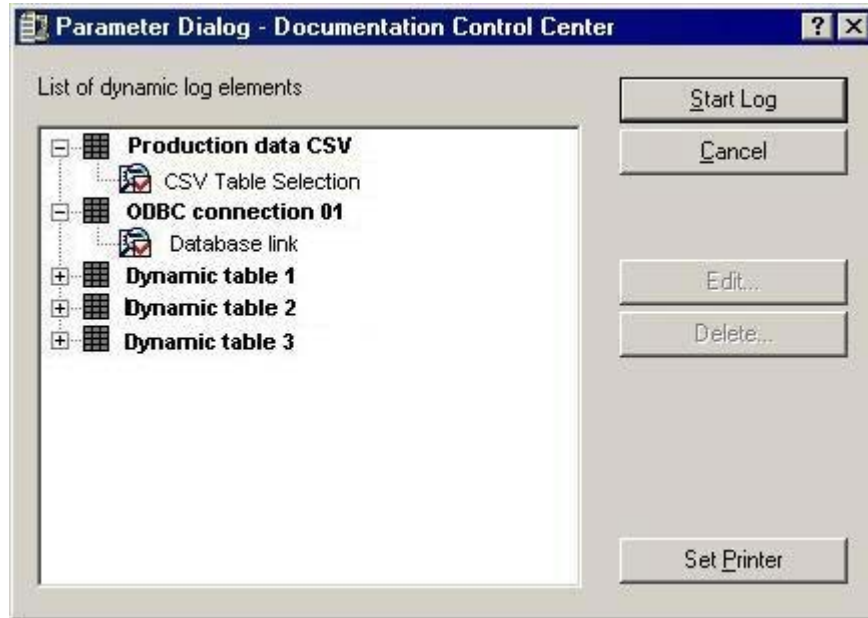 Parameter Dialog - Documentation Control Center
List of dynamic log elements
Production data CSV
CSV Table Selection
ODBC connection 01
Database link
Dynamic table 1
Dynamic table 2
Dynamic table 3
Start Log
Cancel
Edit...
Delete...
Set Printer